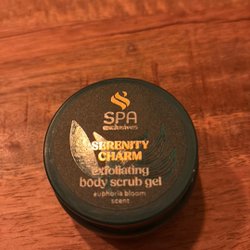 SPA
exclusives
SERENITY
CHARM
exfoliating
body scrub gel
euphoria bloom
scent